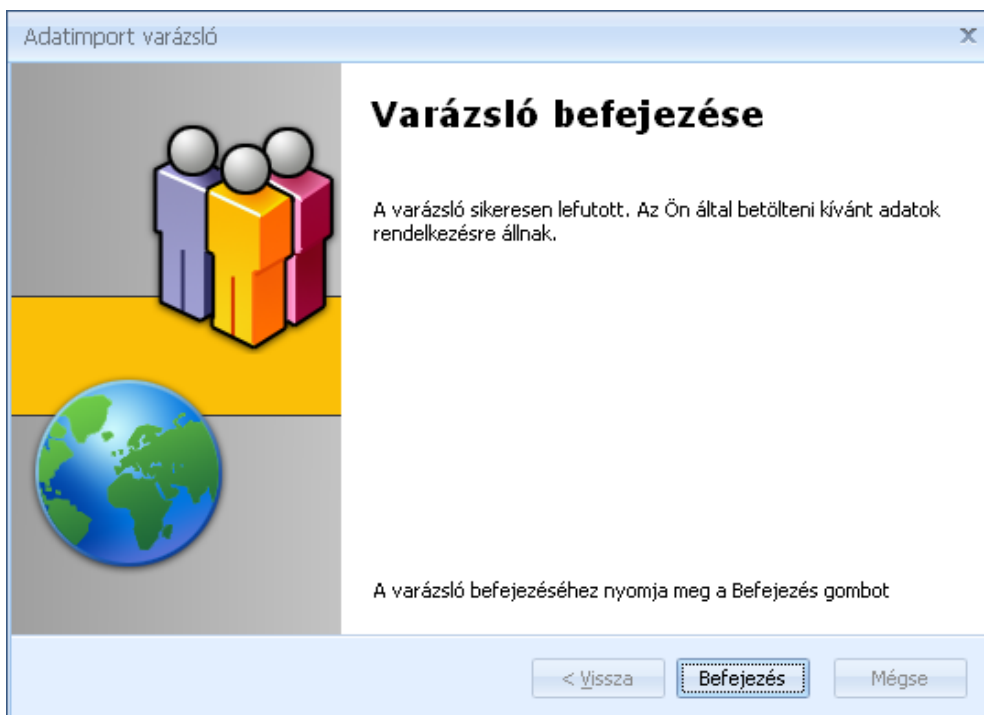 Adatimport varázsló
Varázsló befejezése
A varázsló sikeresen lefutott. Az Ön által betölteni kívánt adatok
rendelkezésre állnak.
A varázsló befejezéséhez nyomja meg a Befejezés gombot
< Vissza
Befejezés
Mégse